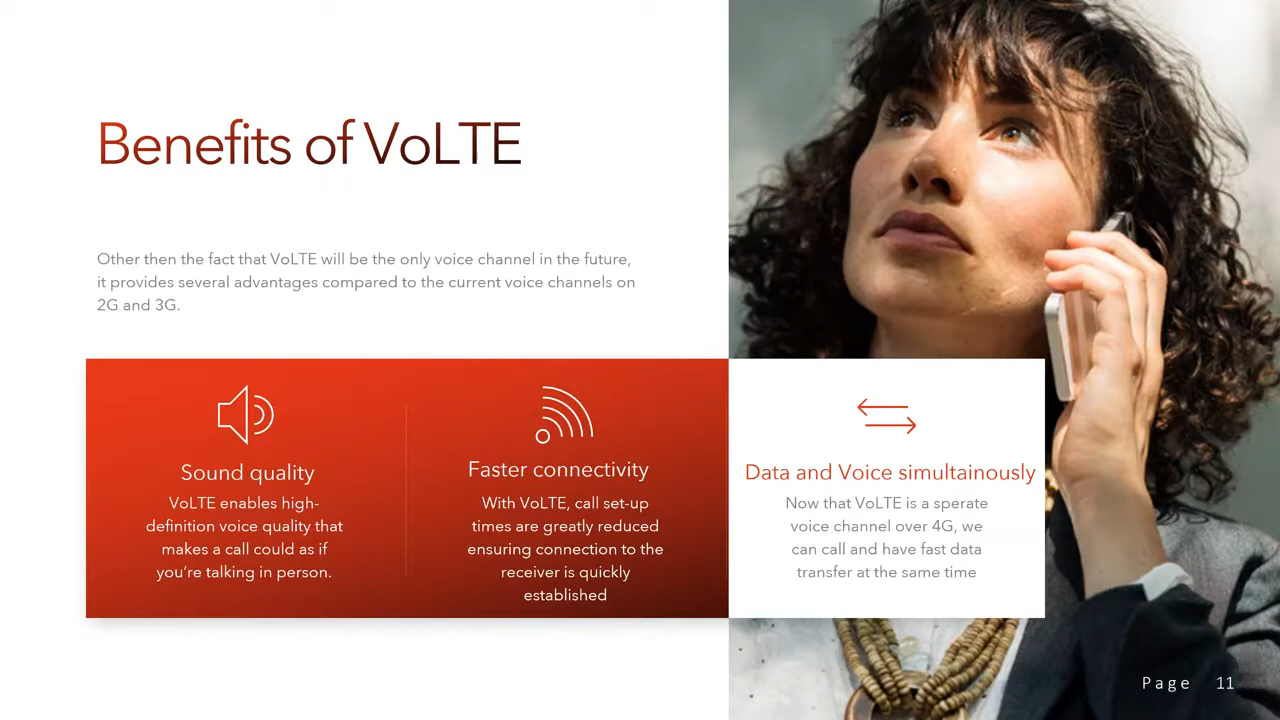 Benefits of VoLTE
Other then the fact that VoLTE will be the only voice channel in the future,
it provides several advantages compared to the current voice channels on
2G and 3G.
Sound quality
VoLTE enables high-
definition voice quality that
makes a call could as if
you're talking in person.
Faster connectivity
With VoLTE, call set-up
times are greatly reduced
ensuring connection to the
receiver is quickly
established
Data and Voice simultainously
Now that VoLTE is a sperate
voice channel over 4G, we
can call and have fast data
transfer at the same time
Page 11